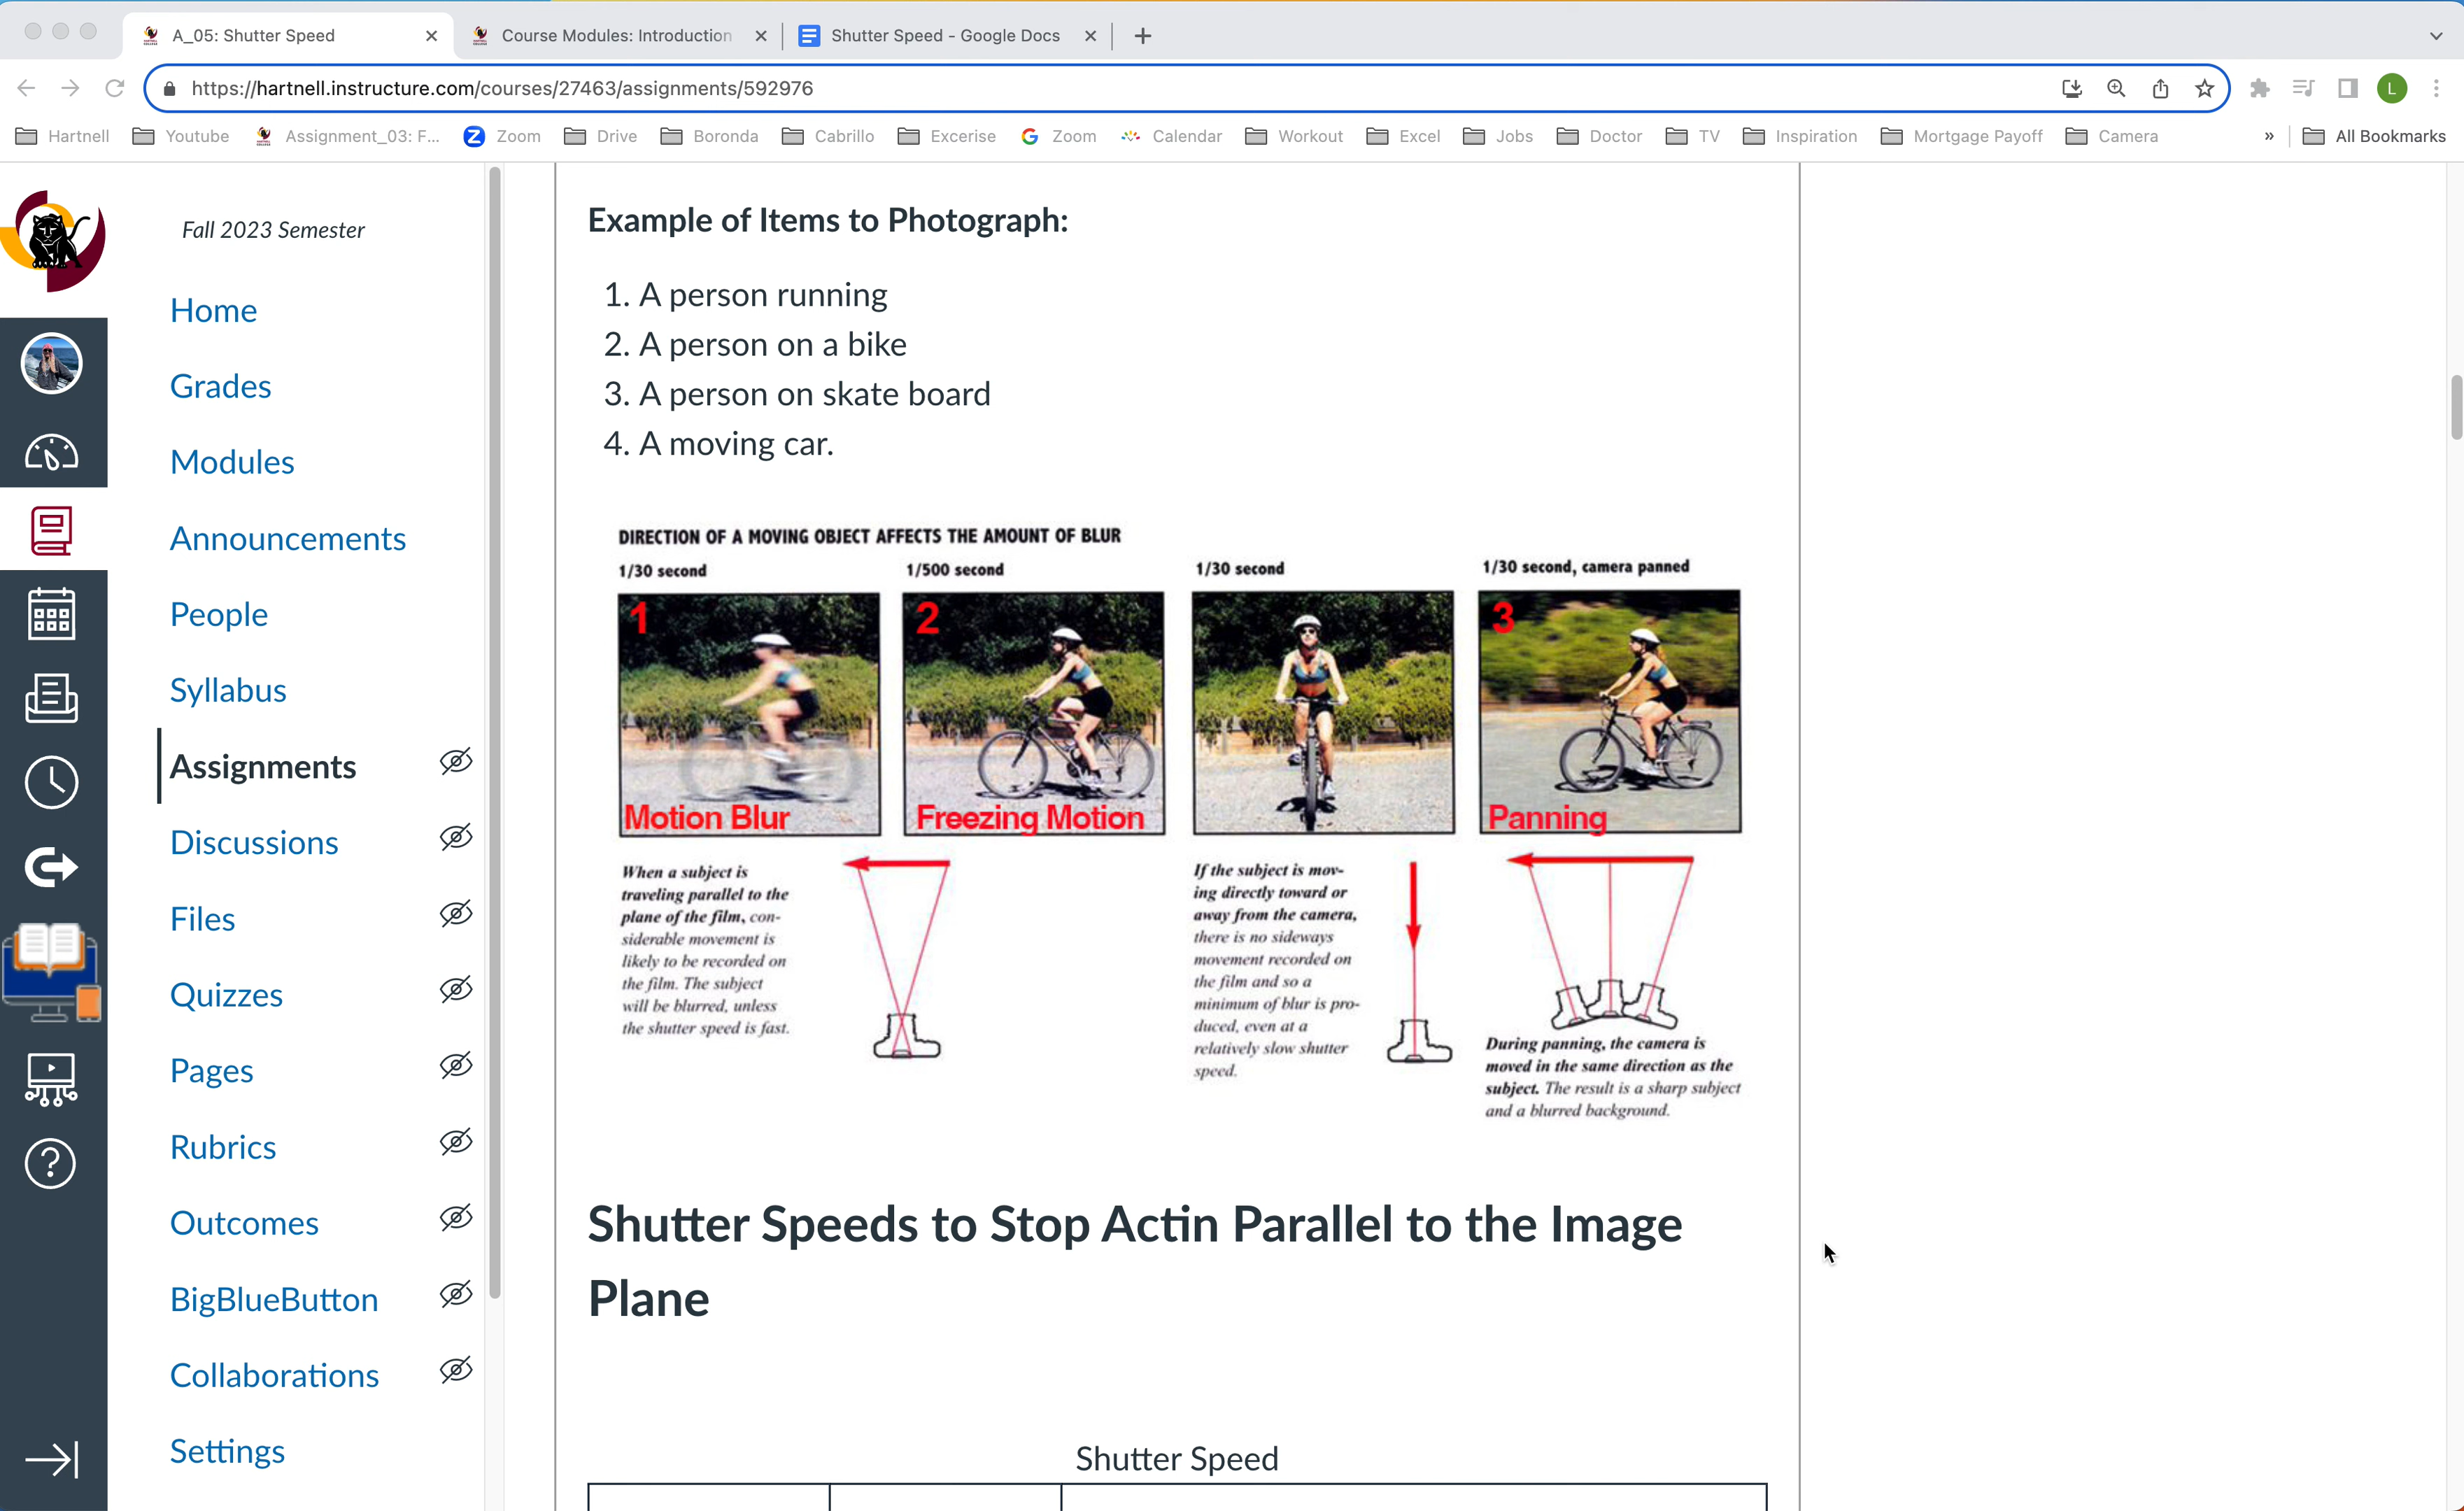 A_05: Shutter Speed
Course Modules: Introduction
Shutter Speed - Google Docs
https://hartnell.instructure.com/courses/27463/assignments/592976
L
Hartnell
Youtube
Assignment_03: F...
Zoom
Drive
Boronda
Cabrillo
Excerise
Zoom
Calendar
Workout
Excel
Jobs
Doctor
TV
Inspiration
Mortgage Payoff
Camera
»
All Bookmarks
Fall 2023 Semester
Home
Grades
Modules
Announcements
People
Syllabus
Assignments
Discussions
Files
Quizzes
Pages
Rubrics
Outcomes
BigBlueButton
Collaborations
Settings
Example of Items to Photograph:
1. A person running
2. A person on a bike
3. A person on skate board
4. A moving car.
DIRECTION OF A MOVING OBJECT AFFECTS THE AMOUNT OF BLUR
1/30 second
1/500 second
1/30 second
1/30 second, camera panned
1
2
3
Motion Blur
Freezing Motion
Panning
When a subject is
traveling parallel to the
plane of the film, con-
siderable movement is
likely to be recorded on
the film. The subject
will be blurred, unless
the shutter speed is fast.
If the subject is mov-
ing directly toward or
away from the camera,
there is no sideways
movement recorded on
the film and so a
minimum of blur is pro-
duced, even at a
relatively slow shutter
speed.
During panning, the camera is
moved in the same direction as the
subject. The result is a sharp subject
and a blurred background.
Shutter Speeds to Stop Actin Parallel to the Image
Plane
Shutter Speed